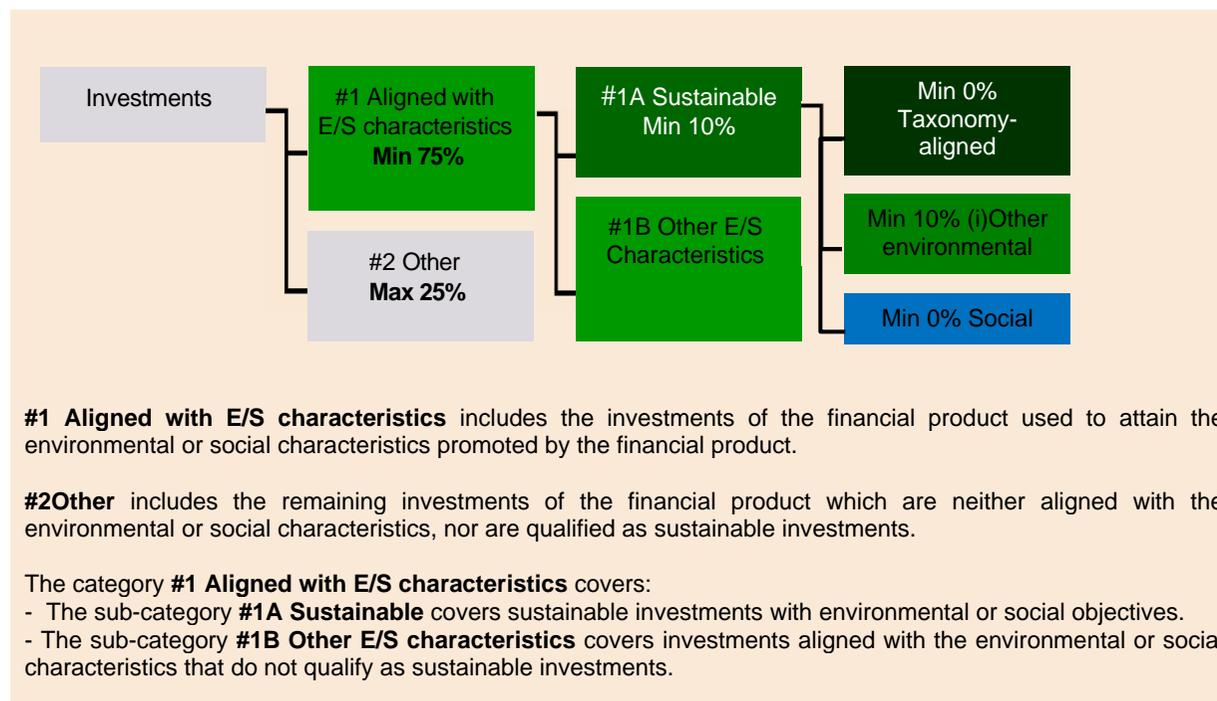 Investments
#1 Aligned with
E/S characteristics
Min 75%
#2 Other
Max 25%
#1A Sustainable
Min 10%
#1B Other E/S
Characteristics
Min 0%
Taxonomy-
aligned
Min 10% (i)Other
environmental
Min 0% Social
#1 Aligned with E/S characteristics includes the investments of the financial product used to attain the
environmental or social characteristics promoted by the financial product.
#2Other includes the remaining investments of the financial product which are neither aligned with the
environmental or social characteristics, nor are qualified as sustainable investments.
The category #1 Aligned with E/S characteristics covers:
- The sub-category #1A Sustainable covers sustainable investments with environmental or social objectives.
- The sub-category #1B Other E/S characteristics covers investments aligned with the environmental or socia
characteristics that do not qualify as sustainable investments.